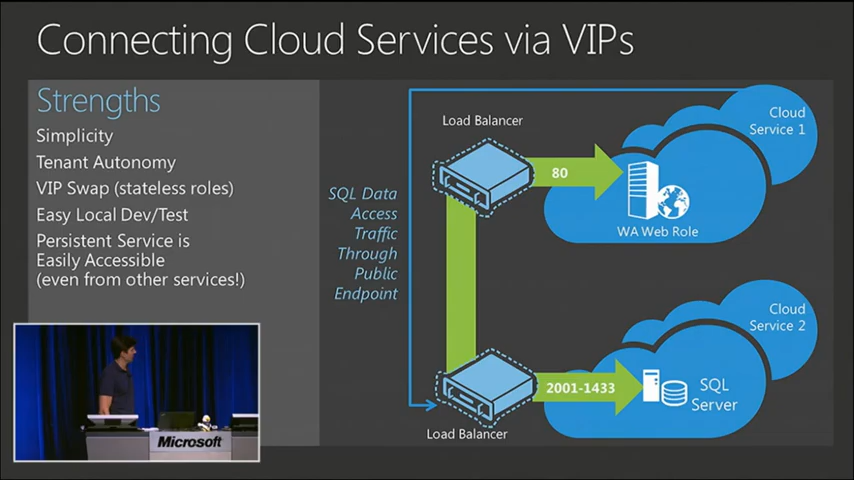 Connecting Cloud Services via VIPs
Strengths
Simplicity
Tenant Autonomy
VIP Swap (stateless roles)
Easy Local Dev/Test
Persistent Service is
Easily Accessible
(even from other services!)
SQL Data
Access
Traffic
Through
Public
Endpoint
Load Balancer
80
Cloud
Service 1
WA Web Role
Cloud
Service 2
2001-1433
SQL
Server
Load Balancer
Microsoft